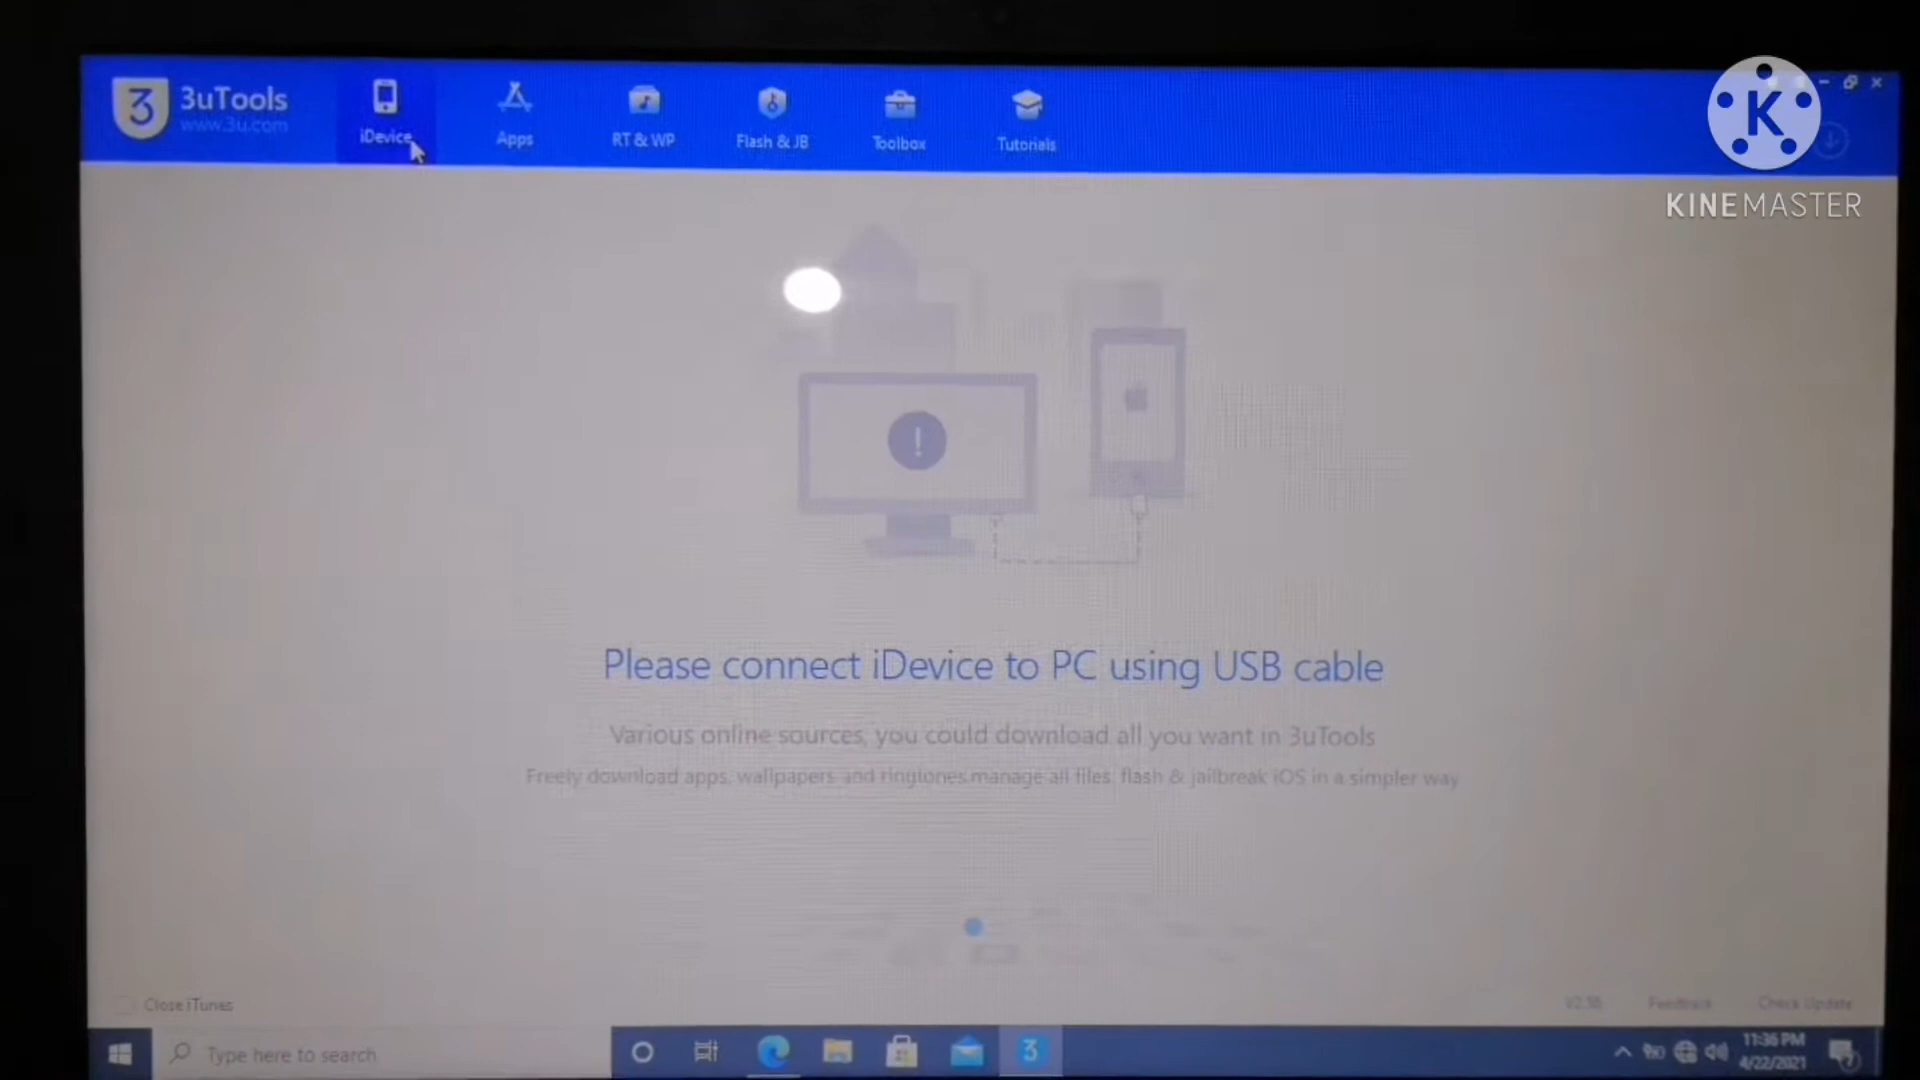 3uTools
www.3u.com
iDevice
Apps
RT & WP
Flash & JB
Toolbox
Tutorials
K
KINEMASTER
Please connect iDevice to PC using USB cable
Various online sources, you could download all you want in 3uTools
Freely download apps, wallpapers and ringtones,manage all files, flash & jailbreak iOS in a simpler way
Close iTunes
Feedback
Check Update
Type here to search
11:36 PM
4/22/2021